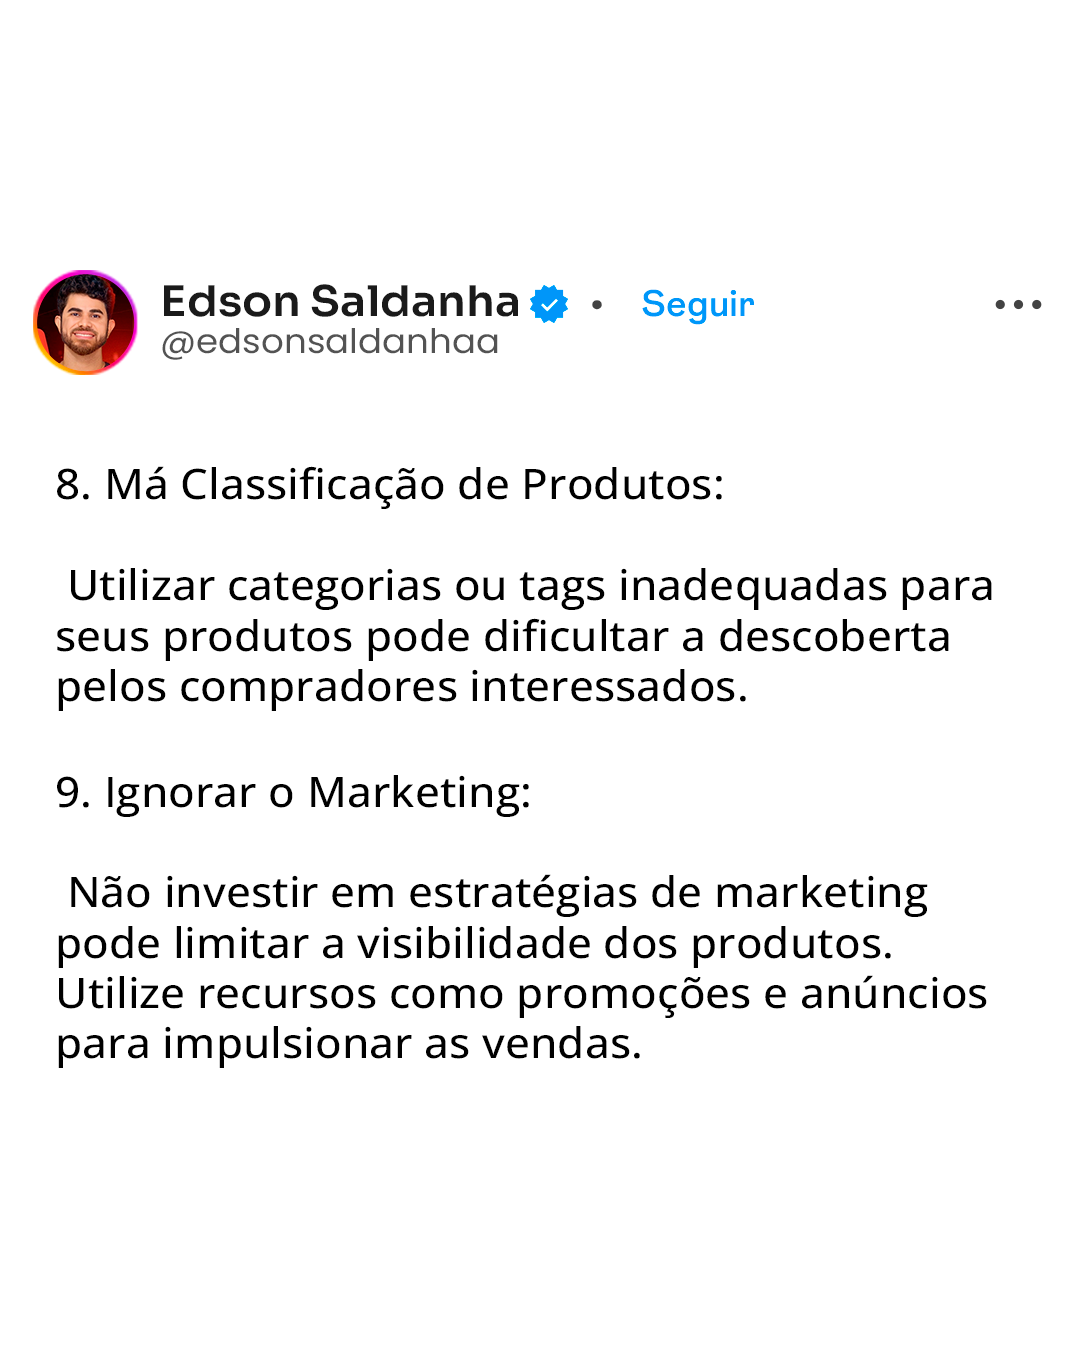 Edson Saldanha • Seguir
@edsonsaldanhaa
8. Má Classificação de Produtos:
Utilizar categorias ou tags inadequadas para
seus produtos pode dificultar a descoberta
pelos compradores interessados.
9. Ignorar o Marketing:
Não investir em estratégias de marketing
pode limitar a visibilidade dos produtos.
Utilize recursos como promoções e anúncios
para impulsionar as vendas.